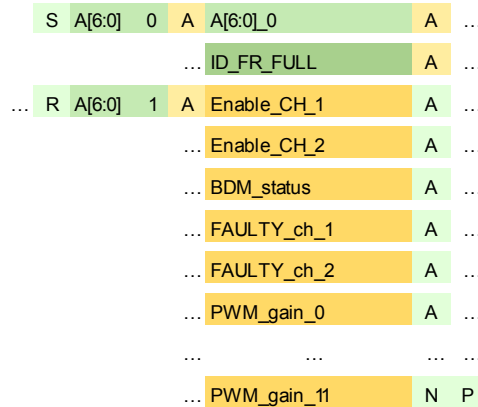 S A[6:0] 0 A A[6:0]_0 A …
… ID_FR_FULL A …
… R A[6:0] 1 A Enable_CH_1 A …
… Enable_CH_2 A …
… BDM_status A …
… FAULTY_ch_1 A …
… FAULTY_ch_2 A …
… PWM_gain_0 A …
… … … …
… PWM_gain_11 N P